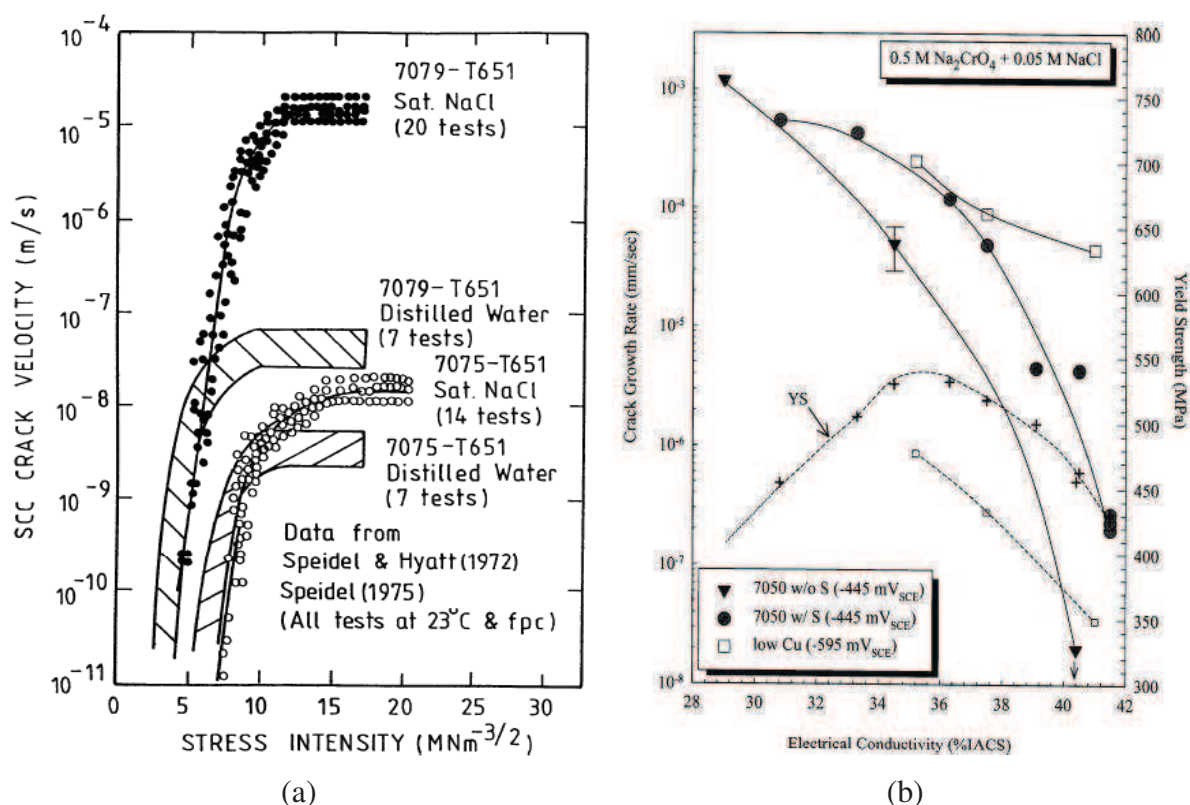 10⁻⁴
10⁻⁵
10⁻⁶
10⁻⁷
10⁻⁸
10⁻⁹
10⁻¹⁰
10⁻¹¹
SCC CRACK VELOCITY (m/s)
7079-T651
Sat. NaCl
(20 tests)
7079-T651
Distilled Water
(7 tests)
7075-T651
Sat. NaCl
(14 tests)
7075-T651
Distilled Water
(7 tests)
Data from
Speidel & Hyatt (1972)
Speidel (1975)
(All tests at 23°C & fpc)
0 5 10 15 20 25 30
STRESS INTENSITY (MNm⁻³/²)
(a)
0.5 M Na₂CrO₄ + 0.05 M NaCl
10⁻³
10⁻⁴
10⁻⁵
10⁻⁶
10⁻⁷
10⁻⁸
Crack Growth Rate (mm/sec)
YS
7050 w/o S (-445 mV_SCE)
7050 w/ S (-445 mV_SCE)
low Cu (-595 mV_SCE)
800
750
700
650
600
550
500
450
400
350
300
Yield Strength (MPa)
28 30 32 34 36 38 40 42
Electrical Conductivity (%IACS)
(b)